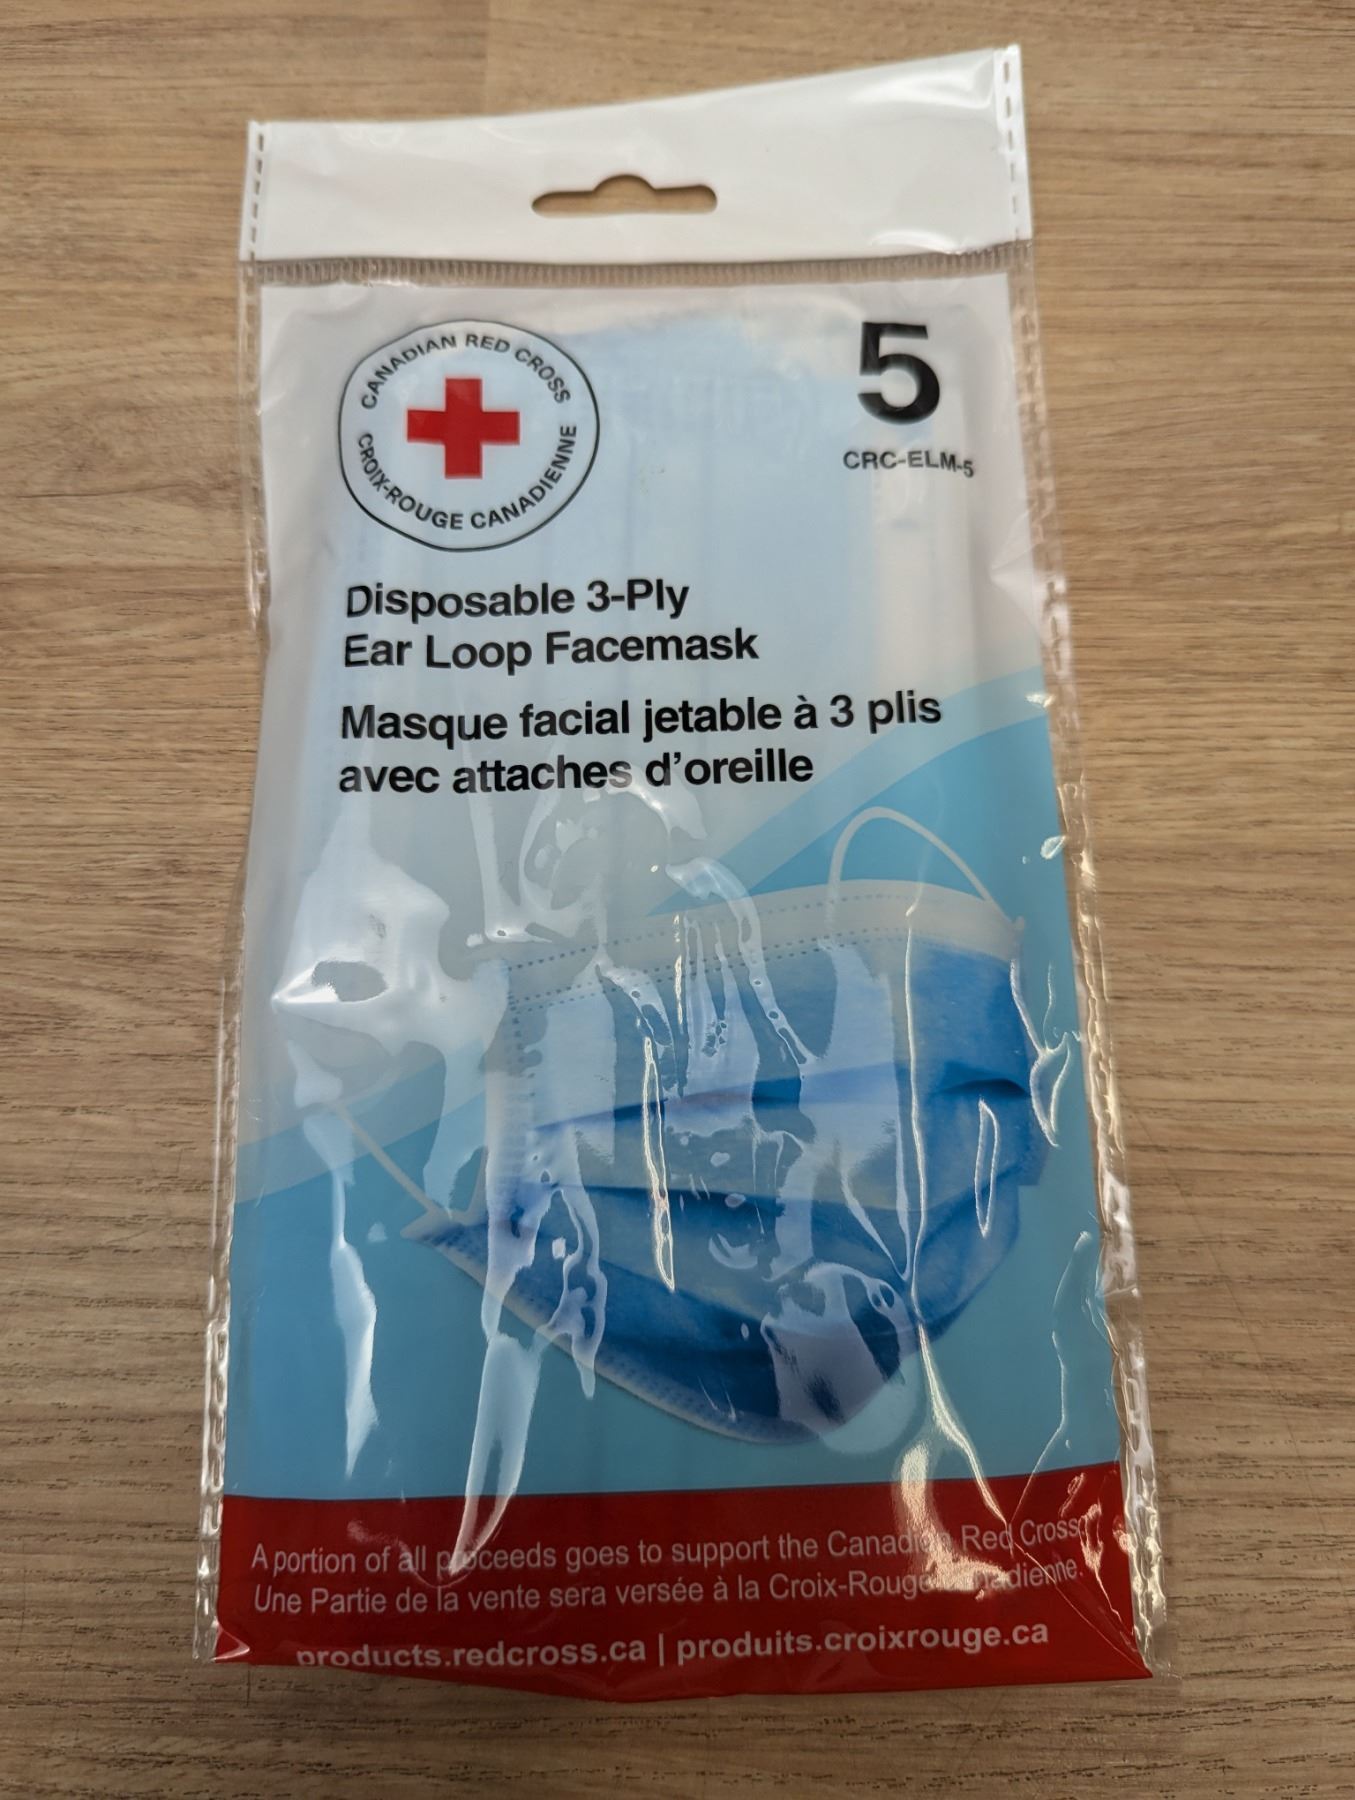 CANADIAN RED CROSS
CROIX-ROUGE CANADIENNE
5
CRC-ELM-5
Disposable 3-Ply
Ear Loop Facemask
Masque facial jetable à 3 plis
avec attaches d'oreille
A portion of all proceeds goes to support the Canadian Red Cross
Une Partie de la vente sera versée à la Croix-Rouge Canadienne.
products.redcross.ca | produits.croixrouge.ca